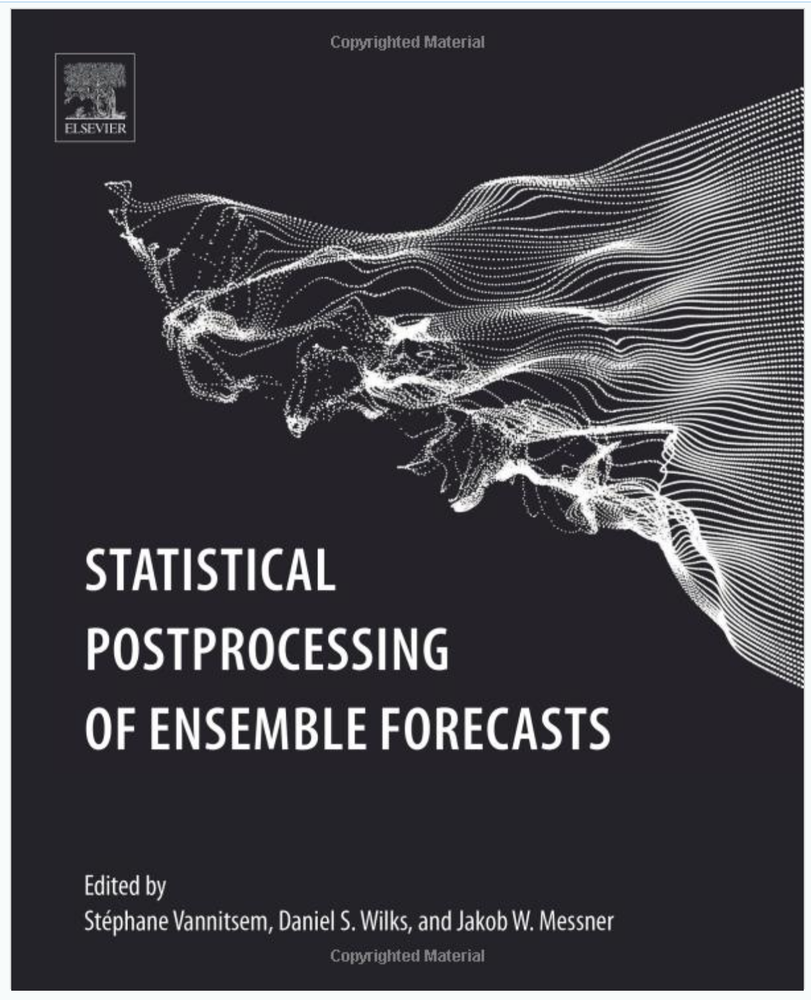 Copyrighted Material
ELSEVIER
STATISTICAL
POSTPROCESSING
OF ENSEMBLE FORECASTS
Edited by
Stéphane Vannitsem, Daniel S. Wilks, and Jakob W. Messner
Copyrighted Material